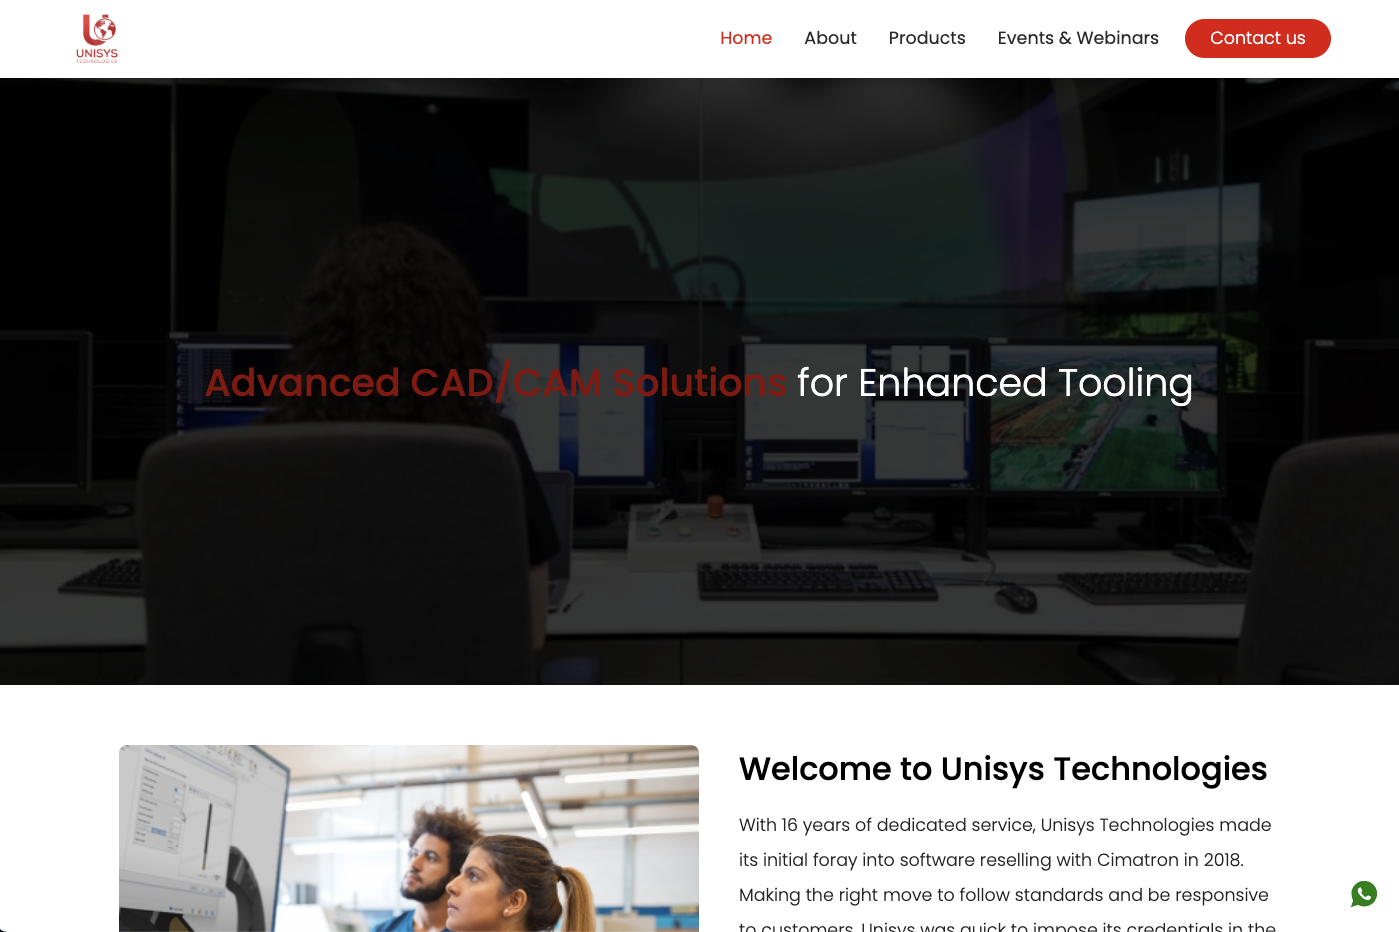 UNISYS
TECHNOLOGIES
Home About Products Events & Webinars Contact us
Advanced CAD/CAM Solutions for Enhanced Tooling
Welcome to Unisys Technologies
With 16 years of dedicated service, Unisys Technologies made
its initial foray into software reselling with Cimatron in 2018.
Making the right move to follow standards and be responsive
to customers, Unisys was quick to impose its credentials in the